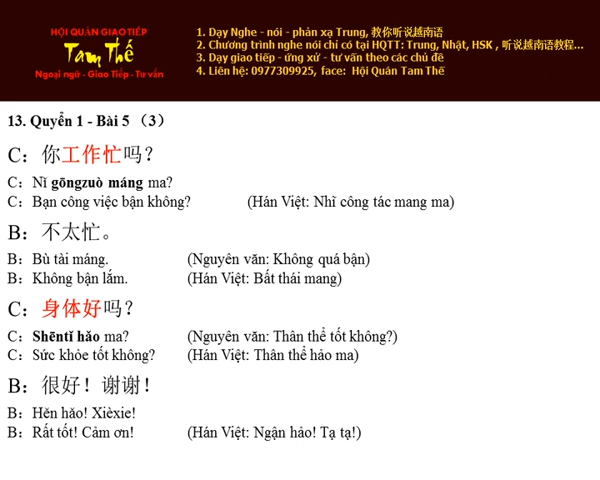 HỘI QUÁN GIAO TIẾP
Tam Thế
Ngoại ngữ - Giao Tiếp - Tư vấn
1. Dạy Nghe - nói - phản xạ Trung, 教你听说越南语
2. Chương trình nghe nói chỉ có tại HQTT: Trung, Nhật, HSK , 听说越南语教程...
3. Dạy giao tiếp - ứng xử - tư vấn theo các chủ đề
4. Liên hệ: 0977309925, face: Hội Quán Tam Thế
13. Quyển 1 - Bài 5 （3）
C：你工作忙吗？
C：Nǐ gōngzuò máng ma?
C：Bạn công việc bận không? (Hán Việt: Nhĩ công tác mang ma)
B：不太忙。
B：Bù tài máng. (Nguyên văn: Không quá bận)
B：Không bận lắm. (Hán Việt: Bất thái mang)
C：身体好吗？
C：Shēntǐ hǎo ma? (Nguyên văn: Thân thể tốt không?)
C：Sức khỏe tốt không? (Hán Việt: Thân thể hảo ma)
B：很好！谢谢！
B：Hěn hǎo! Xièxie!
B：Rất tốt! Cảm ơn! (Hán Việt: Ngận hảo! Tạ tạ!)